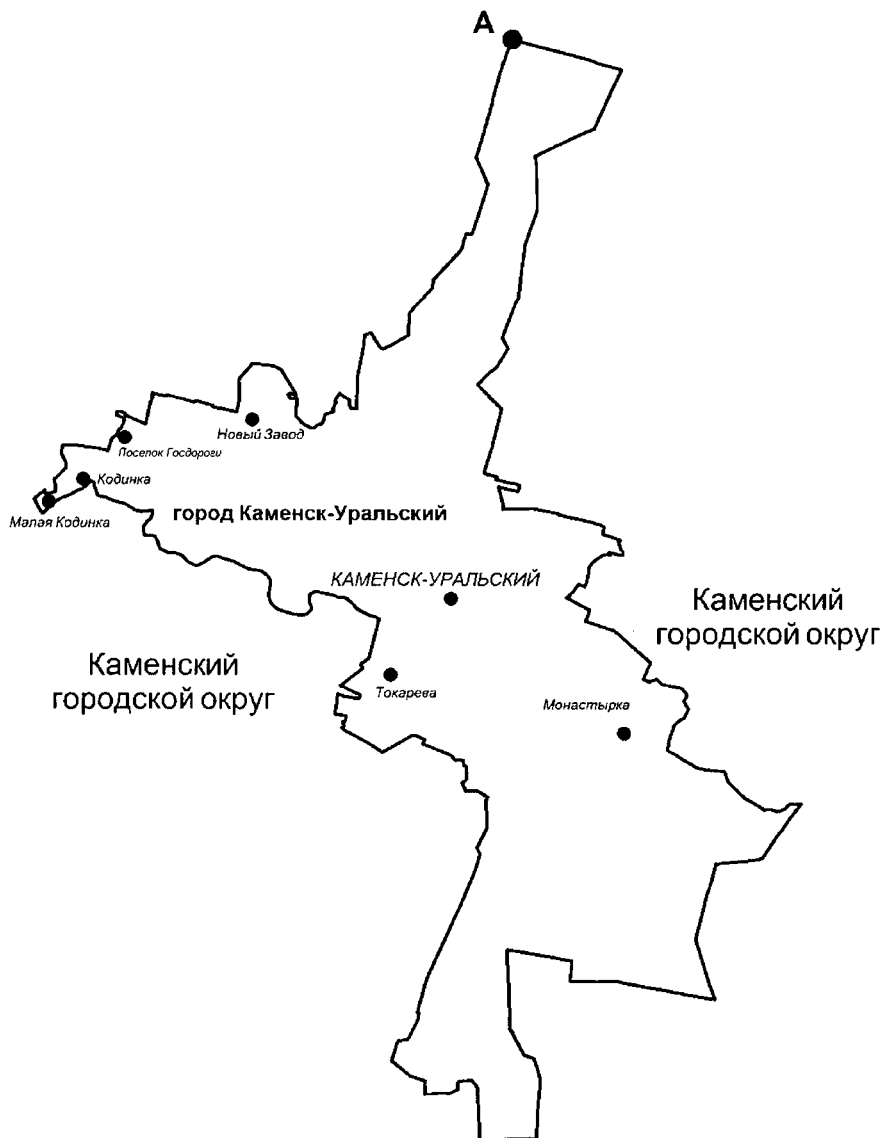 А
Новый Завод
Поселок Госдороги
Кодинка
Малая Кодинка
город Каменск-Уральский
КАМЕНСК-УРАЛЬСКИЙ
Каменский
городской округ
Каменский
городской округ
Токарева
Монастырка